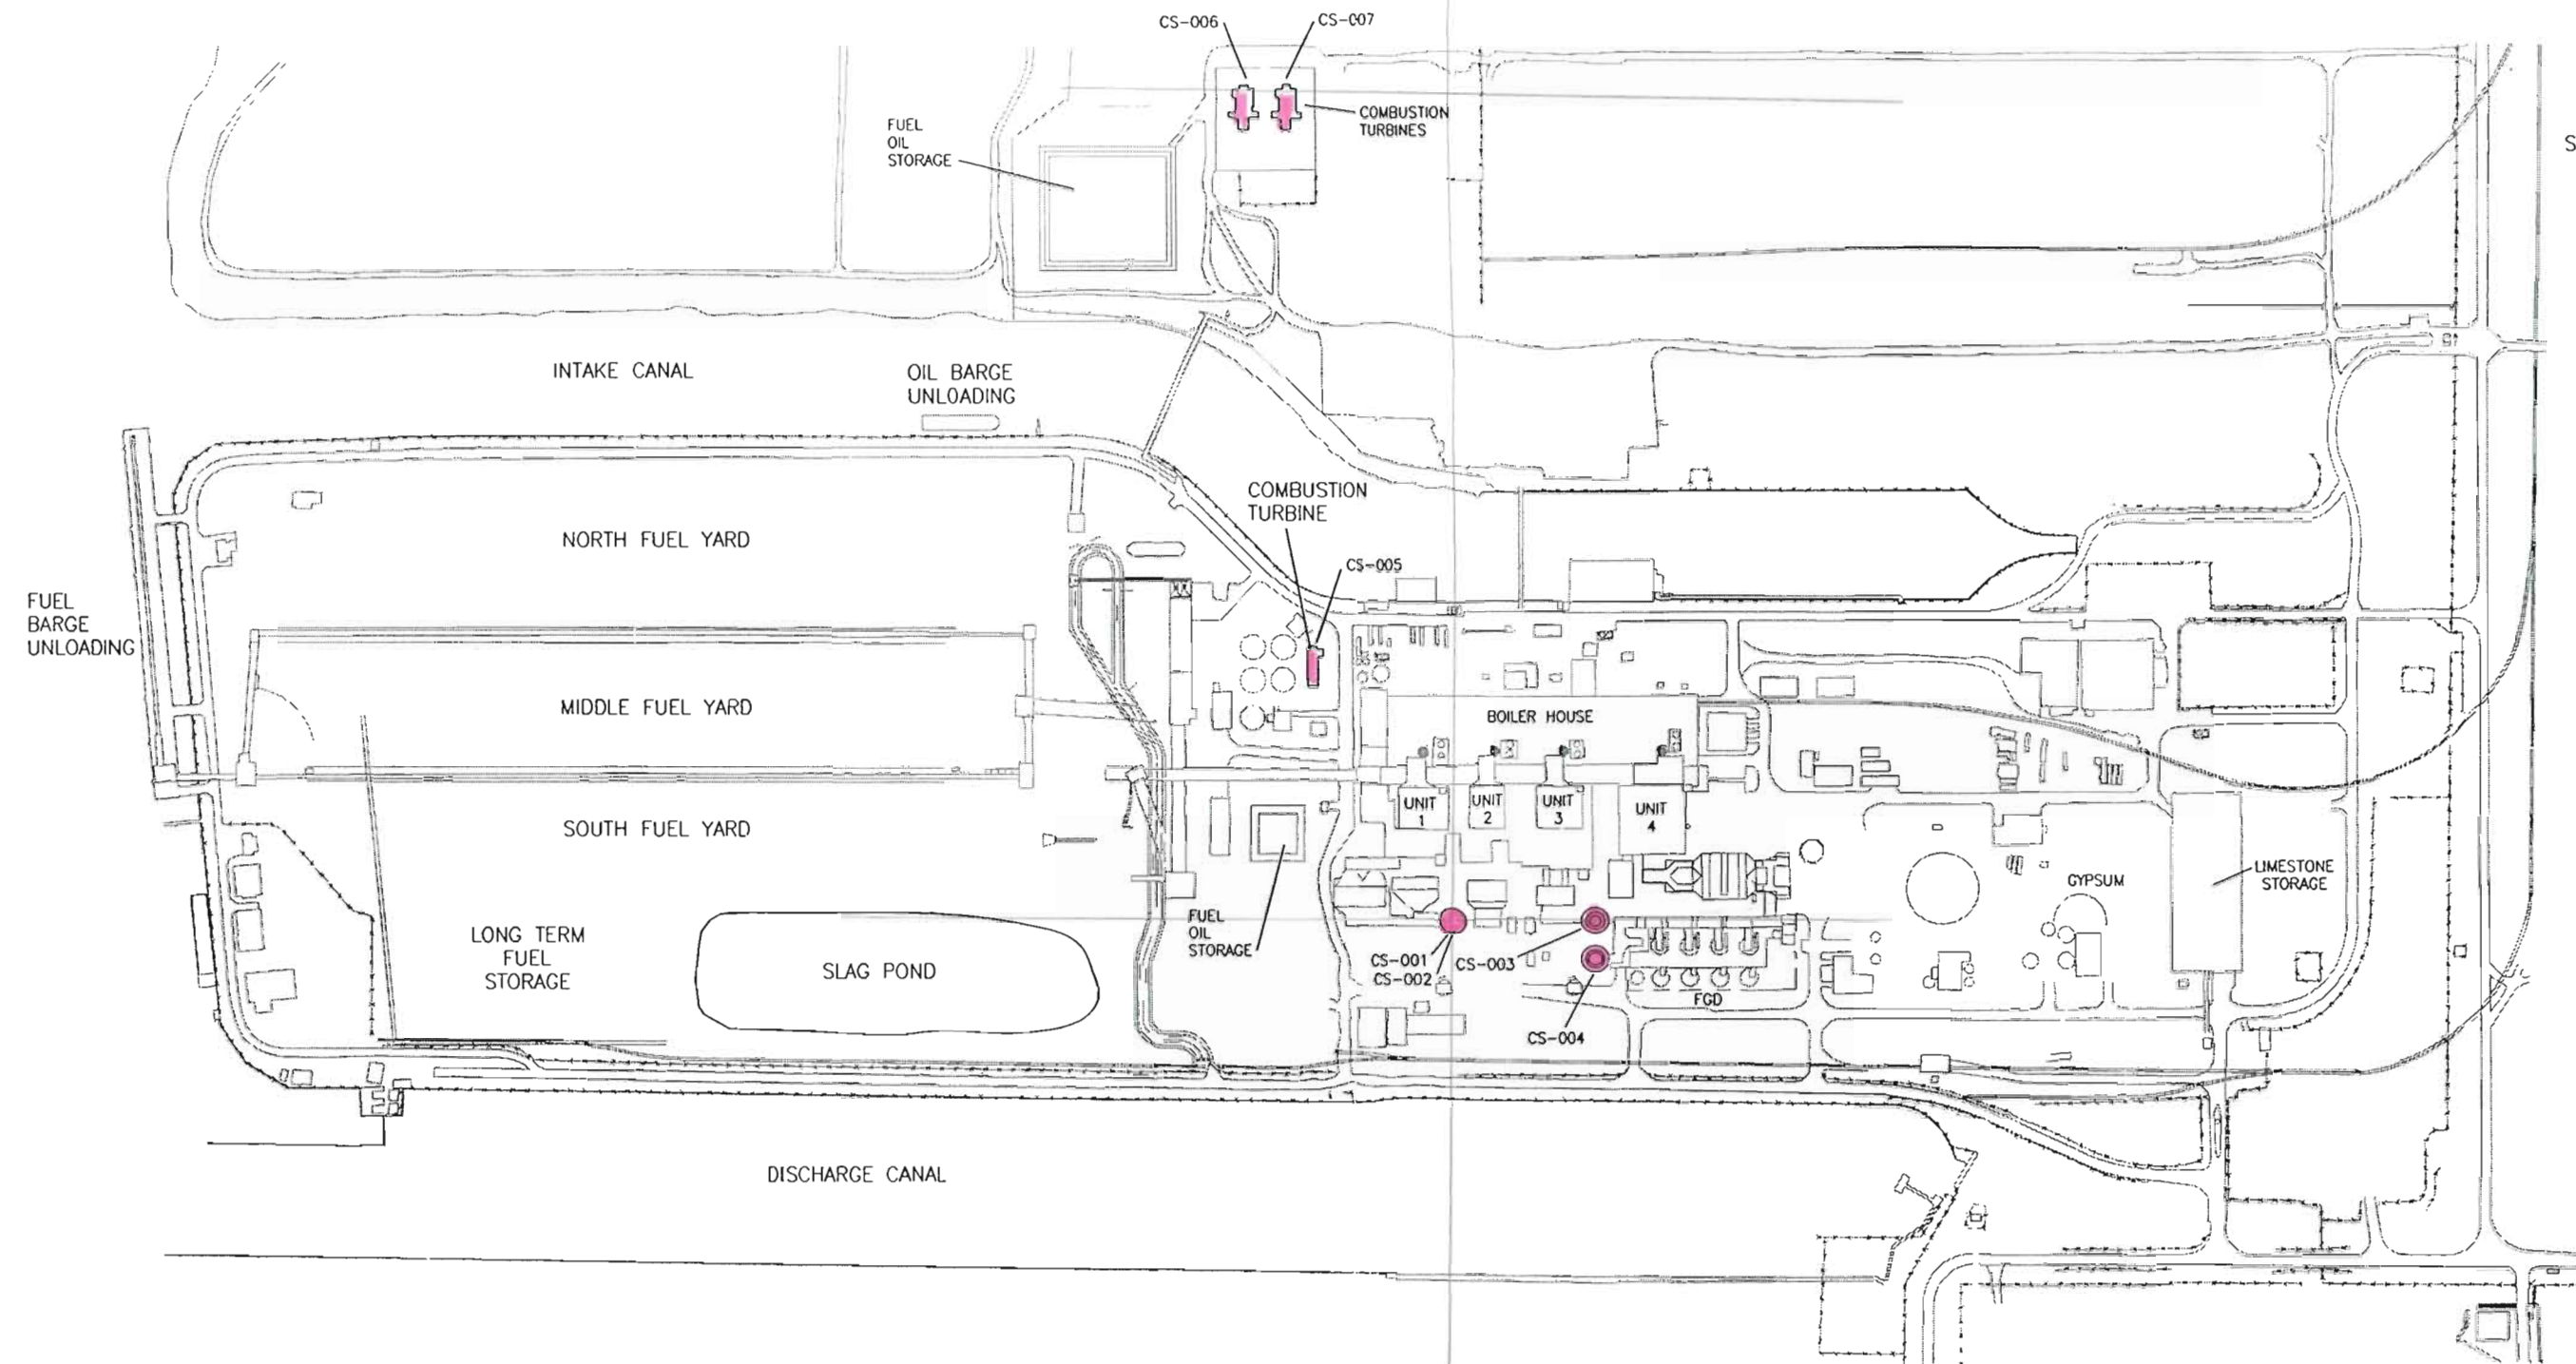 CS-006
CS-007
COMBUSTION
TURBINES
FUEL
OIL
STORAGE
S
INTAKE CANAL
OIL BARGE
UNLOADING
COMBUSTION
TURBINE
CS-005
NORTH FUEL YARD
FUEL
BARGE
UNLOADING
MIDDLE FUEL YARD
BOILER HOUSE
SOUTH FUEL YARD
UNIT
1
UNIT
2
UNIT
3
UNIT
4
LIMESTONE
STORAGE
GYPSUM
FUEL
OIL
STORAGE
LONG TERM
FUEL
STORAGE
SLAG POND
CS-001
CS-002
CS-003
FGD
CS-004
DISCHARGE CANAL